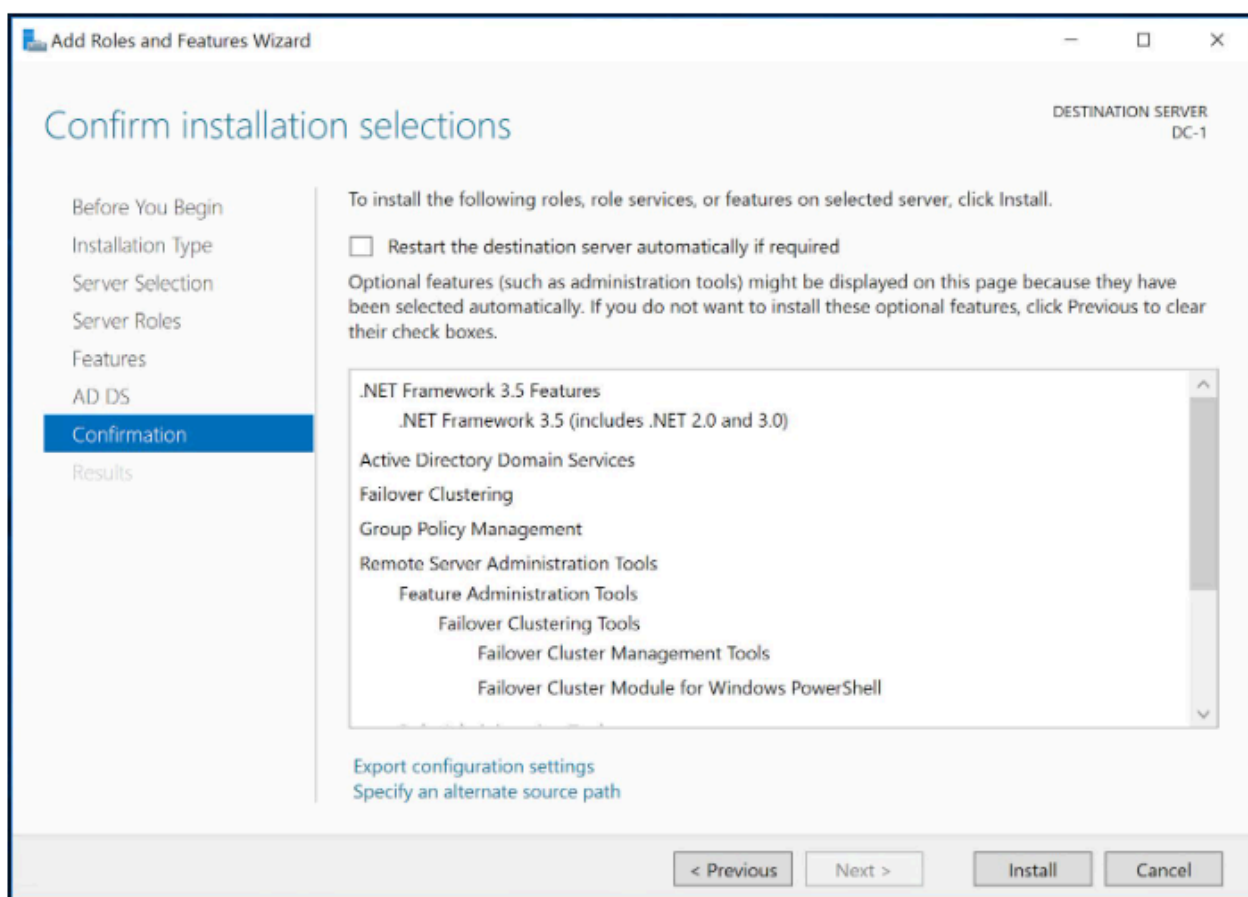 Add Roles and Features Wizard
Confirm installation selections
DESTINATION SERVER
DC-1
Before You Begin
Installation Type
Server Selection
Server Roles
Features
AD DS
Confirmation
Results
To install the following roles, role services, or features on selected server, click Install.
Restart the destination server automatically if required
Optional features (such as administration tools) might be displayed on this page because they have
been selected automatically. If you do not want to install these optional features, click Previous to clear
their check boxes.
.NET Framework 3.5 Features
.NET Framework 3.5 (includes .NET 2.0 and 3.0)
Active Directory Domain Services
Failover Clustering
Group Policy Management
Remote Server Administration Tools
Feature Administration Tools
Failover Clustering Tools
Failover Cluster Management Tools
Failover Cluster Module for Windows PowerShell
Export configuration settings
Specify an alternate source path
< Previous
Next >
Install
Cancel